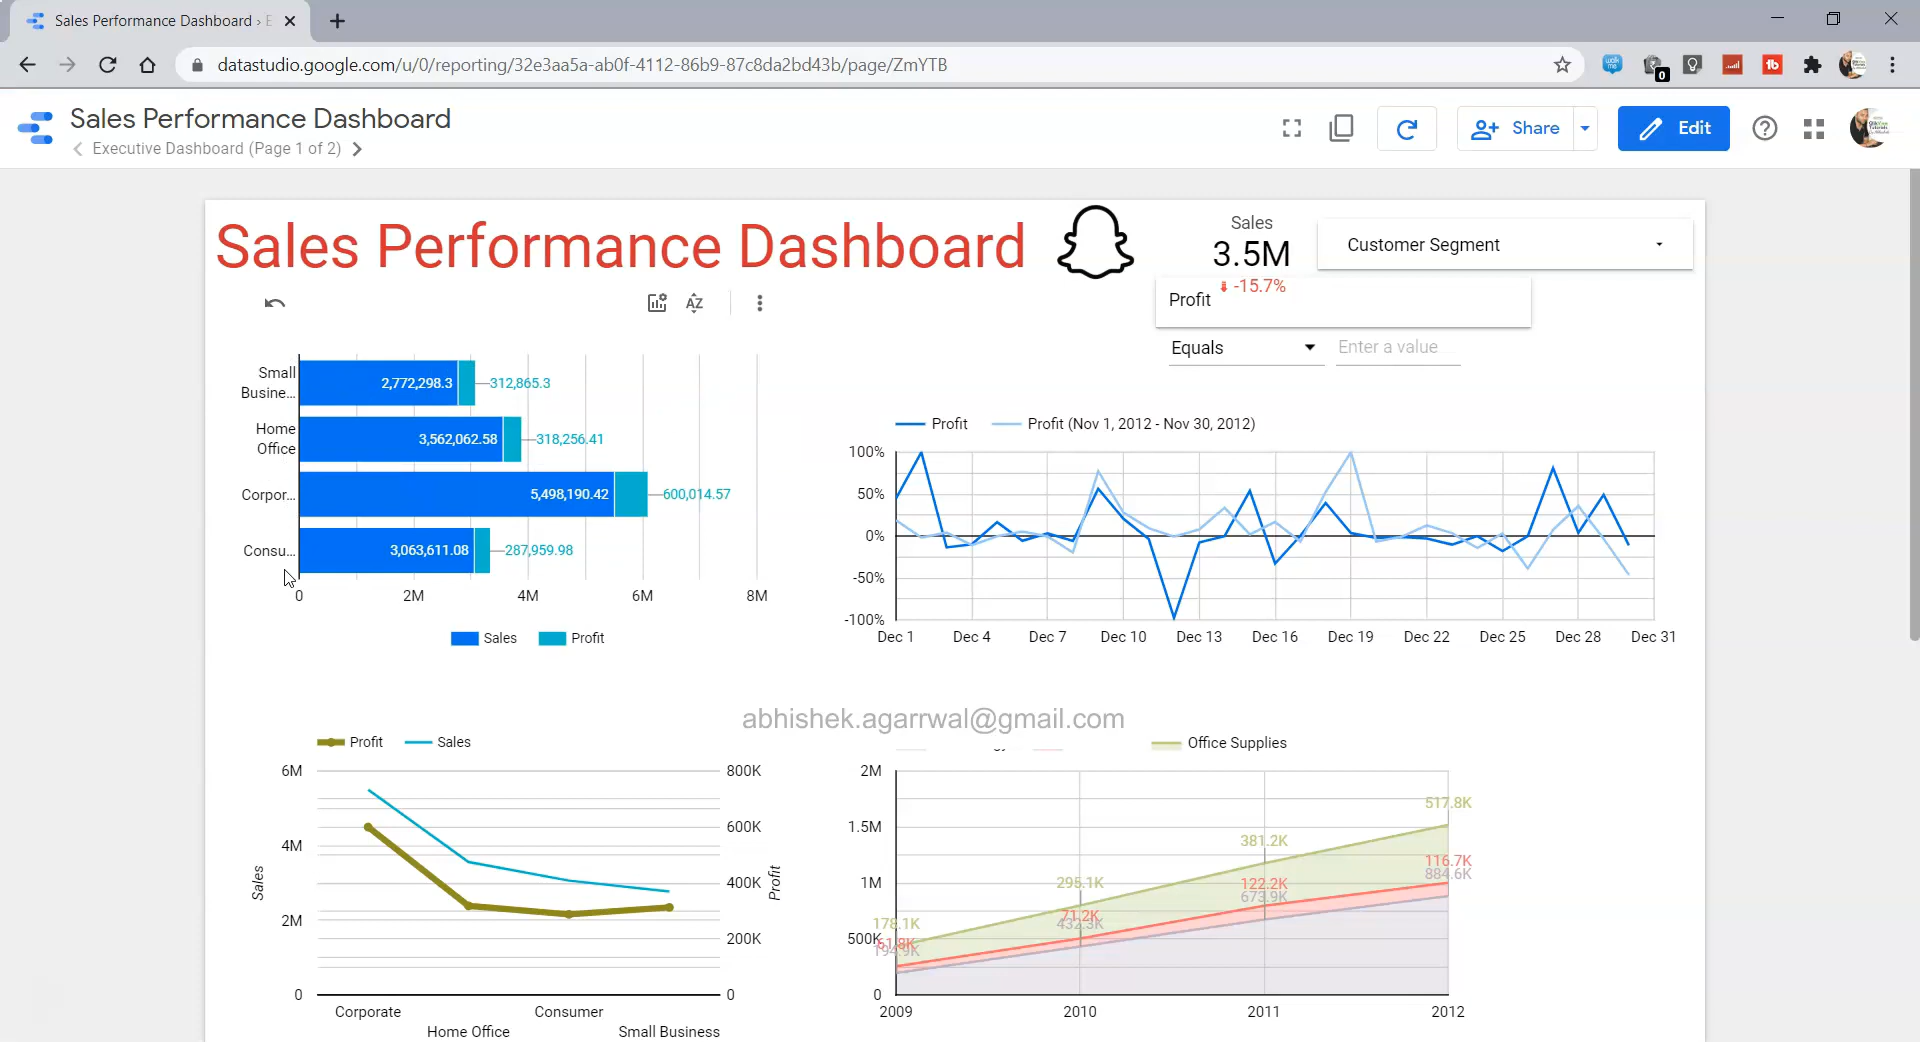 Sales Performance Dashboard › E
datastudio.google.com/u/0/reporting/32e3aa5a-ab0f-4112-86b9-87c8da2bd43b/page/ZmYTB
walk me
0
tb
Sales Performance Dashboard
Executive Dashboard (Page 1 of 2)
Share
Edit
Sales Performance Dashboard
Sales
3.5M
-15.7%
Customer Segment
Profit
Equals
Enter a value
AZ
Small
Busine...
2,772,298.3
312,865.3
Home
Office
3,562,062.58
318,256.41
Corpor...
5,498,190.42
600,014.57
Consu...
3,063,611.08
287,959.98
0
2M
4M
6M
8M
Sales
Profit
Profit
Profit (Nov 1, 2012 - Nov 30, 2012)
100%
50%
0%
-50%
-100%
Dec 1
Dec 4
Dec 7
Dec 10
Dec 13
Dec 16
Dec 19
Dec 22
Dec 25
Dec 28
Dec 31
abhishek.agarrwal@gmail.com
Profit
Sales
6M
4M
2M
0
Sales
800K
600K
400K
200K
0
Profit
Corporate
Home Office
Consumer
Small Business
Office Supplies
2M
1.5M
1M
500K
0
178.1K
61.8K
194.9K
295.1K
71.2K
432.3K
381.2K
122.2K
673.9K
517.8K
116.7K
884.6K
2009
2010
2011
2012